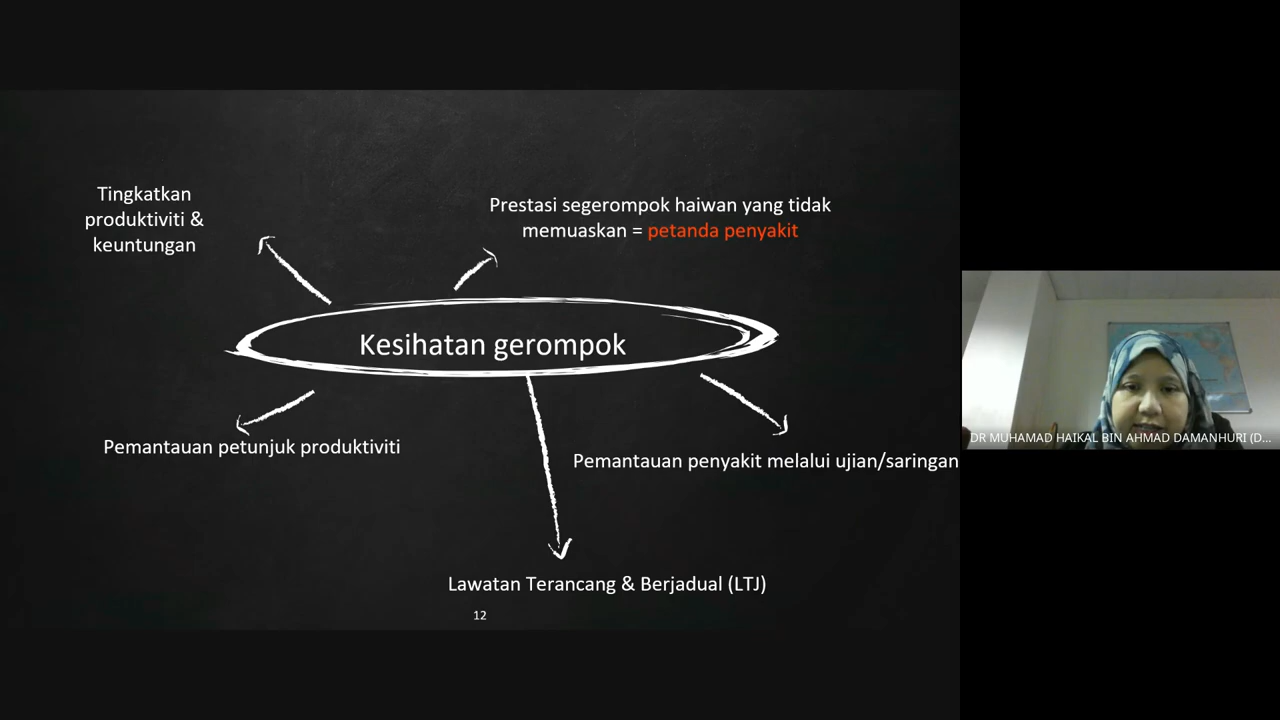 Tingkatkan
produktiviti &
keuntungan
Prestasi segerompok haiwan yang tidak
memuaskan = petanda penyakit
Kesihatan gerompok
Pemantauan petunjuk produktiviti
Pemantauan penyakit melalui ujian/saringan
Lawatan Terancang & Berjadual (LTJ)
12
DR MUHAMAD HAIKAL BIN AHMAD DAMANHURI (D...